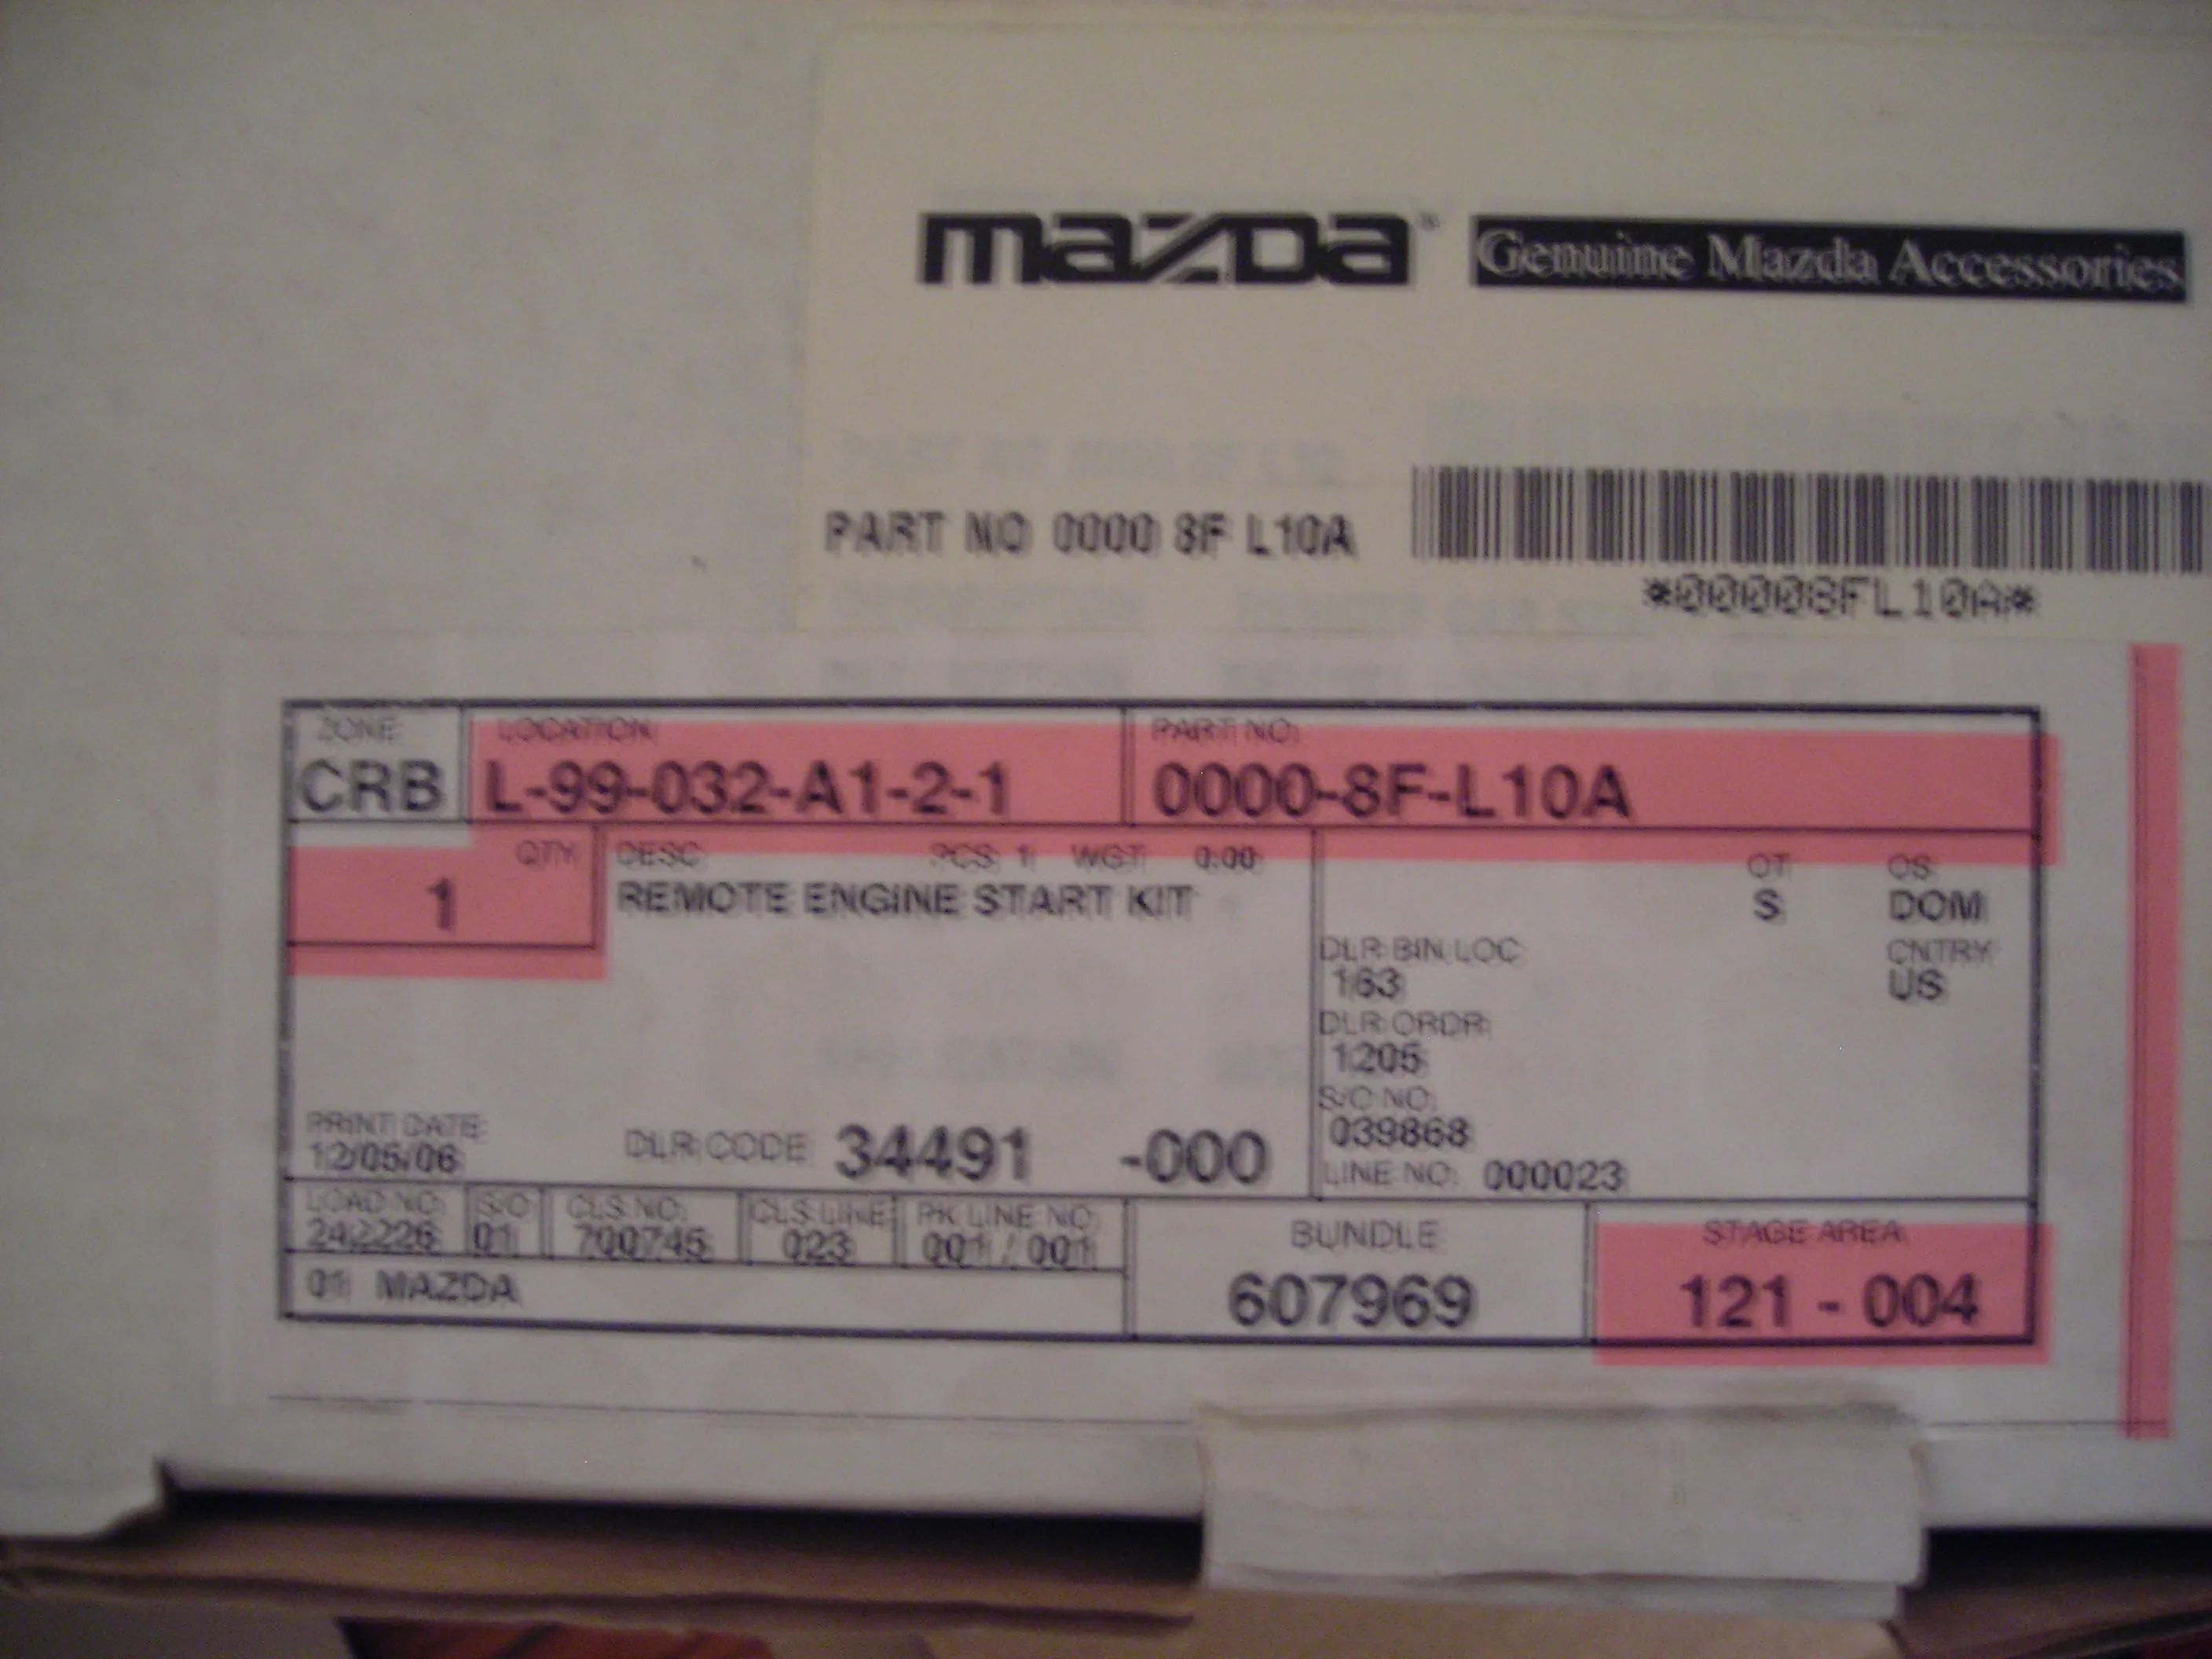 mazda Genuine Mazda Accessories
PART NO 0000 8F L10A
*00008FL10A*
ZONE: LOCATION: PART NO:
CRB L-99-032-A1-2-1 0000-8F-L10A
QTY: DESC: PCS: 1 WGT: 0.00 OT: OS:
1 REMOTE ENGINE START KIT S DOM
DLR BIN LOC: CNTRY:
163 US
DLR ORDR:
1205
S/O NO:
039868
LINE NO: 000023
PRINT DATE:
12/05/06 DLR CODE: 34491 -000
LOAD NO: S/O CLS NO: CLS LINE: PK LINE NO: BUNDLE STAGE AREA:
242226 01 700745 023 001 / 001 607969 121 - 004
01 MAZDA